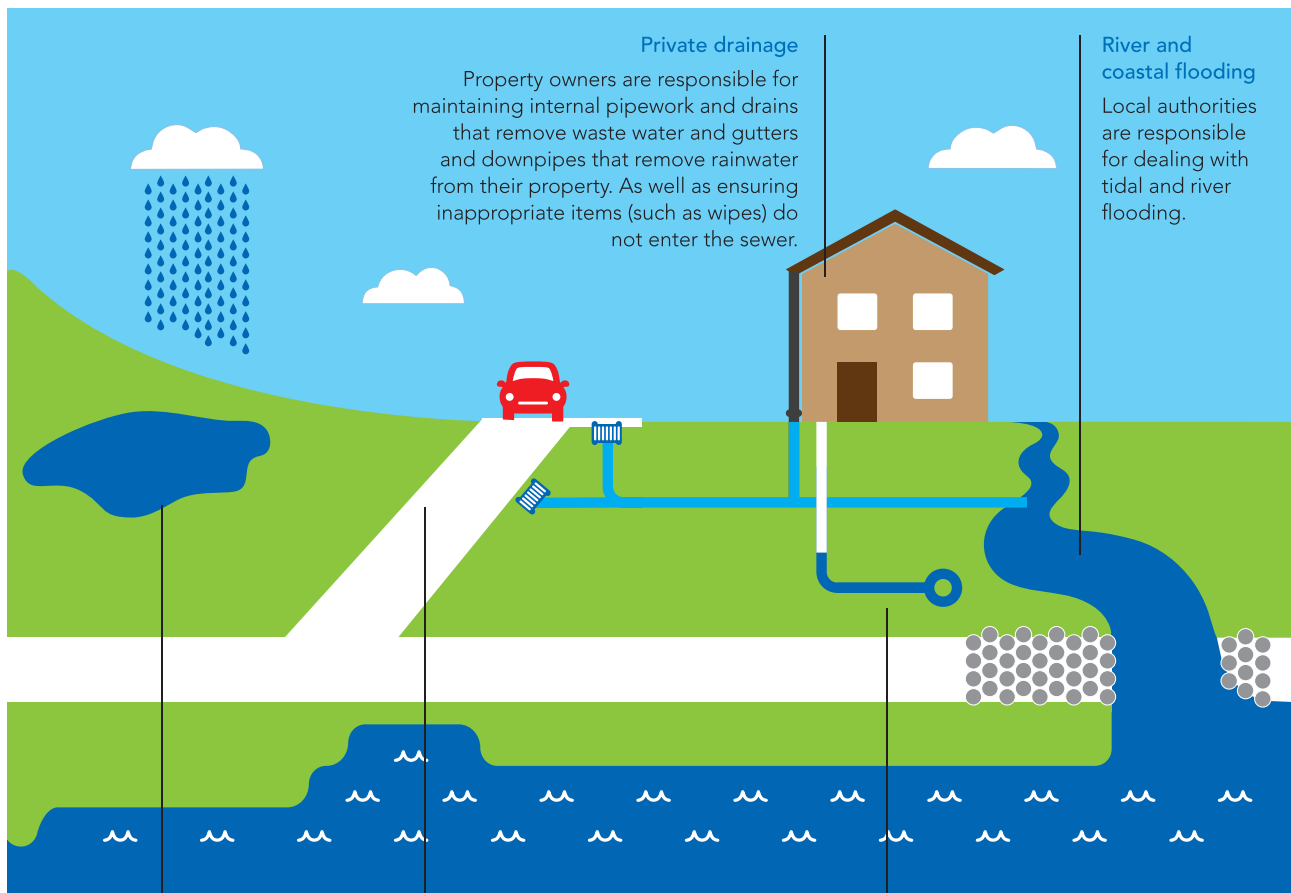 Private drainage
Property owners are responsible for
maintaining internal pipework and drains
that remove waste water and gutters
and downpipes that remove rainwater
from their property. As well as ensuring
inappropriate items (such as wipes) do
not enter the sewer.
River and
coastal flooding
Local authorities
are responsible
for dealing with
tidal and river
flooding.